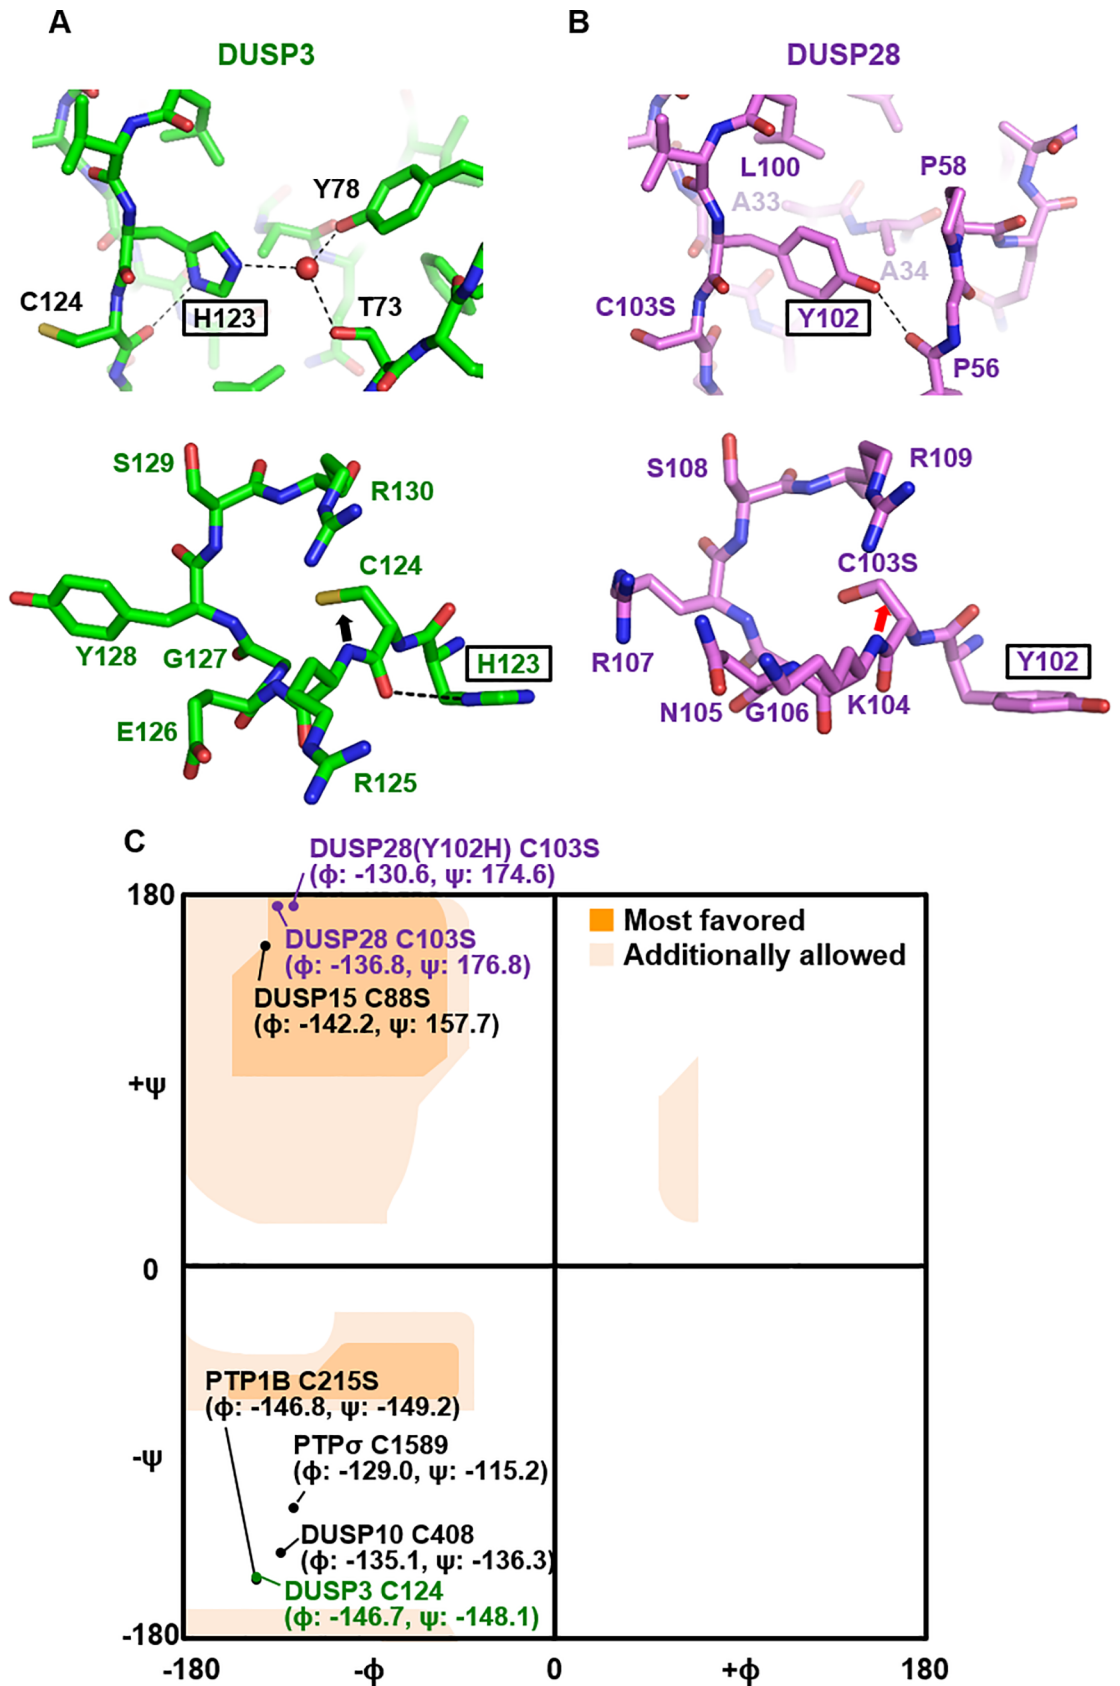 A
B
DUSP3
DUSP28
Y78
C124
H123
T73
L100
P58
A33
A34
C103S
Y102
P56
S129
R130
C124
Y128
G127
H123
E126
R125
S108
R109
C103S
R107
N105
G106
K104
Y102
C
DUSP28(Y102H) C103S
(ϕ: -130.6, ψ: 174.6)
180
DUSP28 C103S
(ϕ: -136.8, ψ: 176.8)
DUSP15 C88S
(ϕ: -142.2, ψ: 157.7)
Most favored
Additionally allowed
+ψ
0
PTP1B C215S
(ϕ: -146.8, ψ: -149.2)
PTPσ C1589
(ϕ: -129.0, ψ: -115.2)
-ψ
DUSP10 C408
(ϕ: -135.1, ψ: -136.3)
DUSP3 C124
(ϕ: -146.7, ψ: -148.1)
-180
-180 -ϕ 0 +ϕ 180